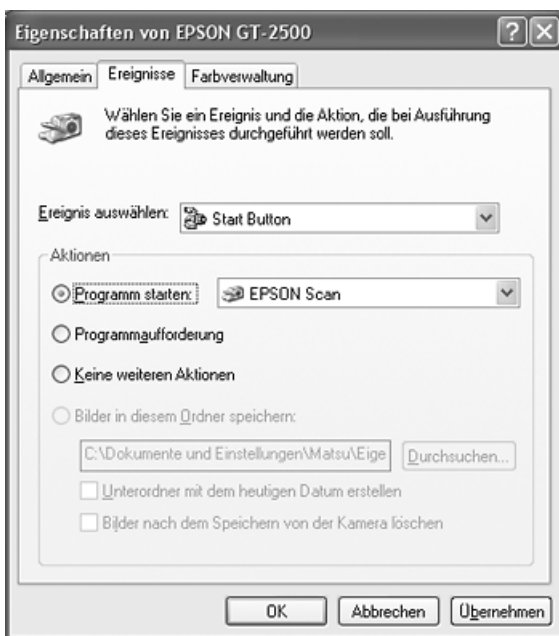 Eigenschaften von EPSON GT-2500
Allgemein Ereignisse Farbverwaltung
Wählen Sie ein Ereignis und die Aktion, die bei Ausführung
dieses Ereignisses durchgeführt werden soll.
Ereignis auswählen: Start Button
Aktionen
Programm starten: EPSON Scan
Programmaufforderung
Keine weiteren Aktionen
Bilder in diesem Ordner speichern:
C:\Dokumente und Einstellungen\Matsu\Eige Durchsuchen...
Unterordner mit dem heutigen Datum erstellen
Bilder nach dem Speichern von der Kamera löschen
OK Abbrechen Übernehmen